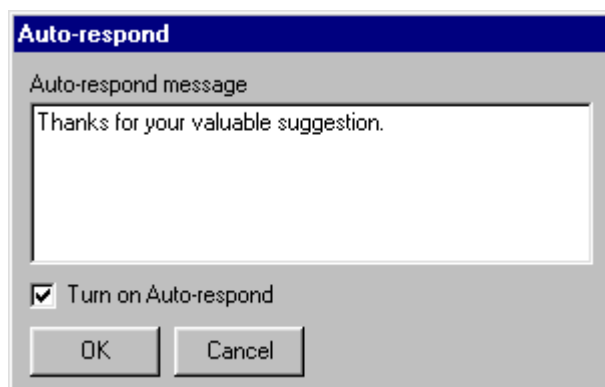 Auto-respond
Auto-respond message
Thanks for your valuable suggestion.
Turn on Auto-respond
OK Cancel